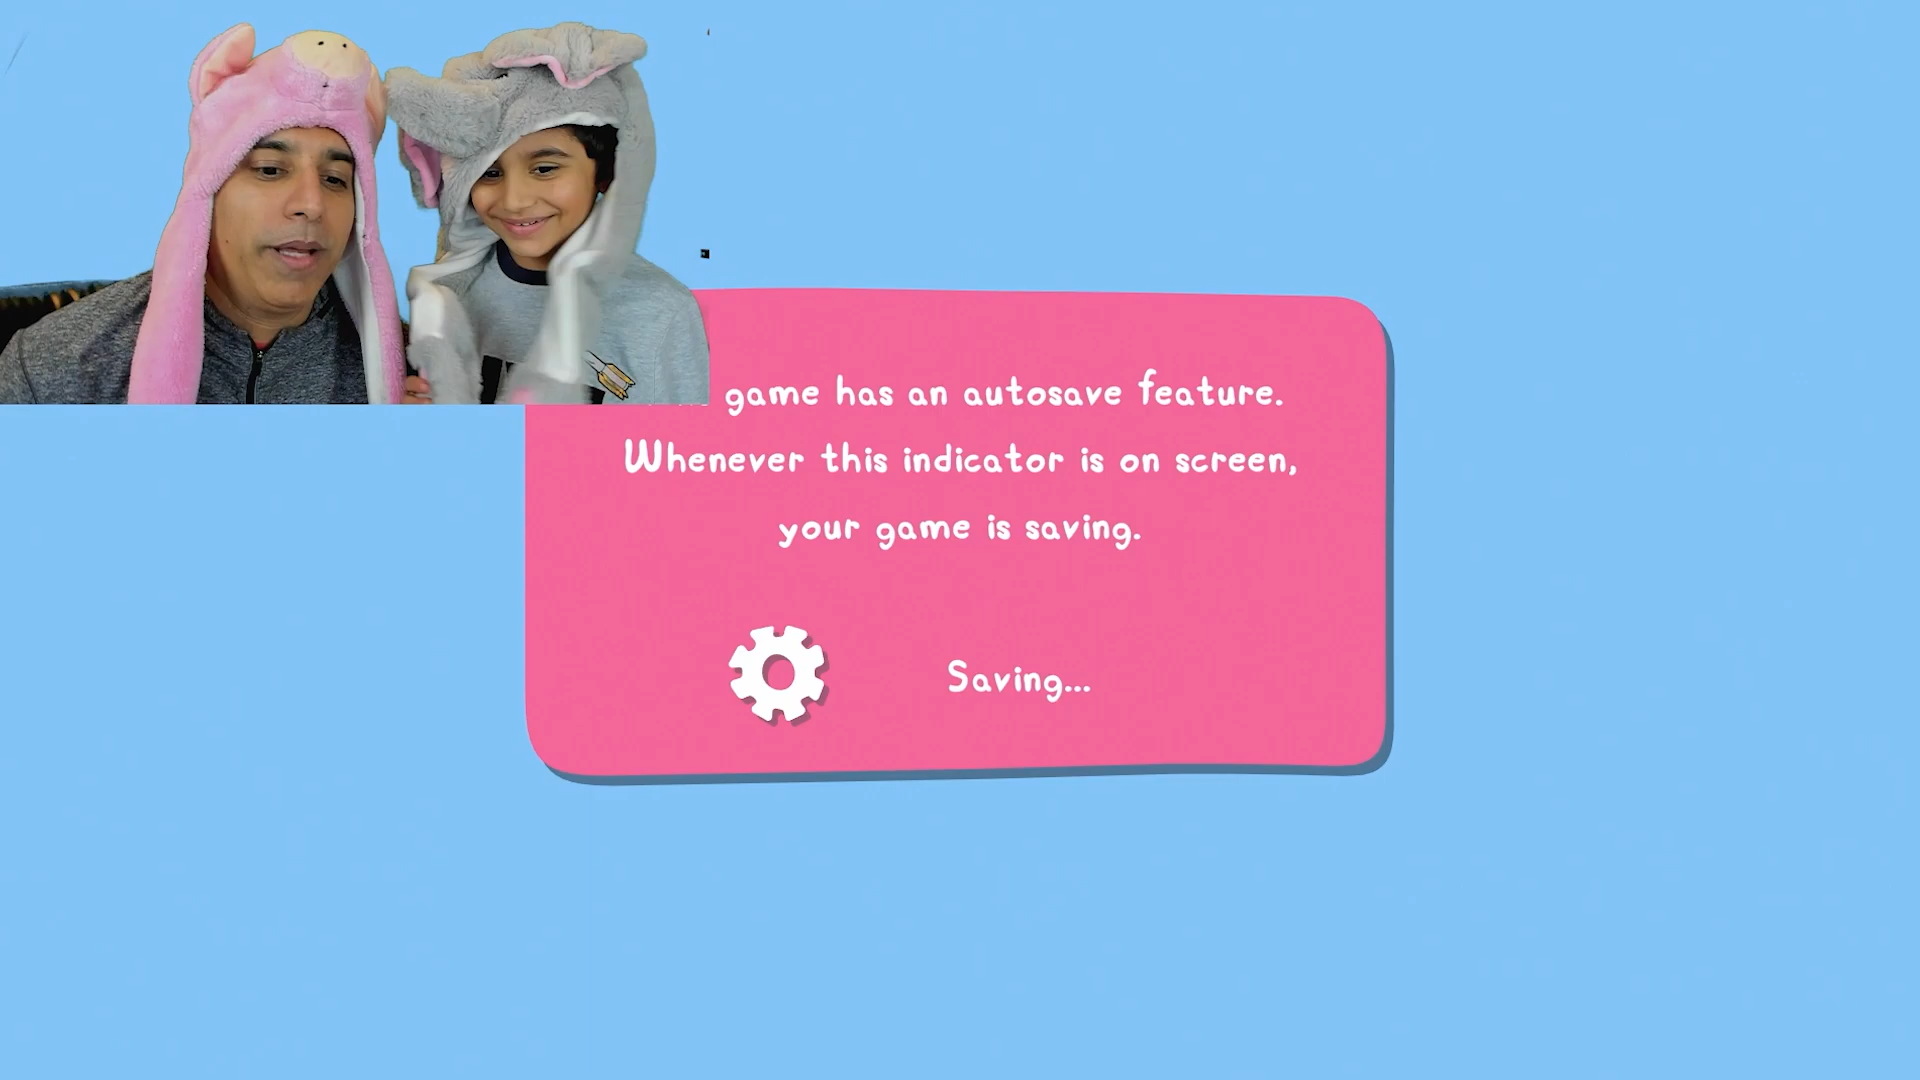 game has an autosave feature.
Whenever this indicator is on screen,
your game is saving.
Saving...